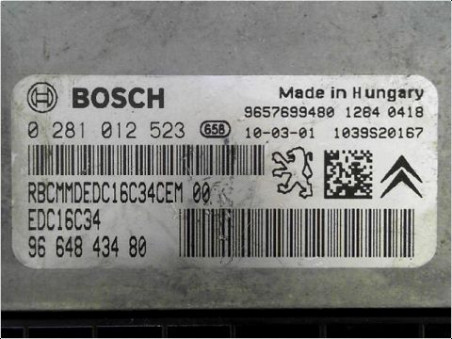 BOSCH
Made in Hungary
9657699480 1284 0418
0 281 012 523 658 10-03-01 1039S20167
RBCMMDEDC16C34CEM 00
EDC16C34
96 648 434 80